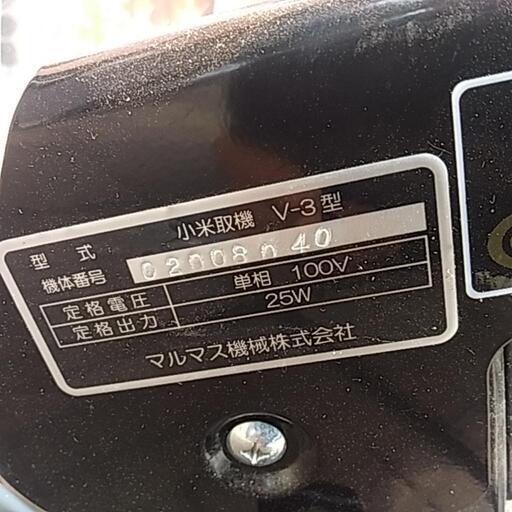 型式 小米取機 V-3型
機体番号 02008040
定格電圧 単相 100V
定格出力 25W
マルマス機械株式会社